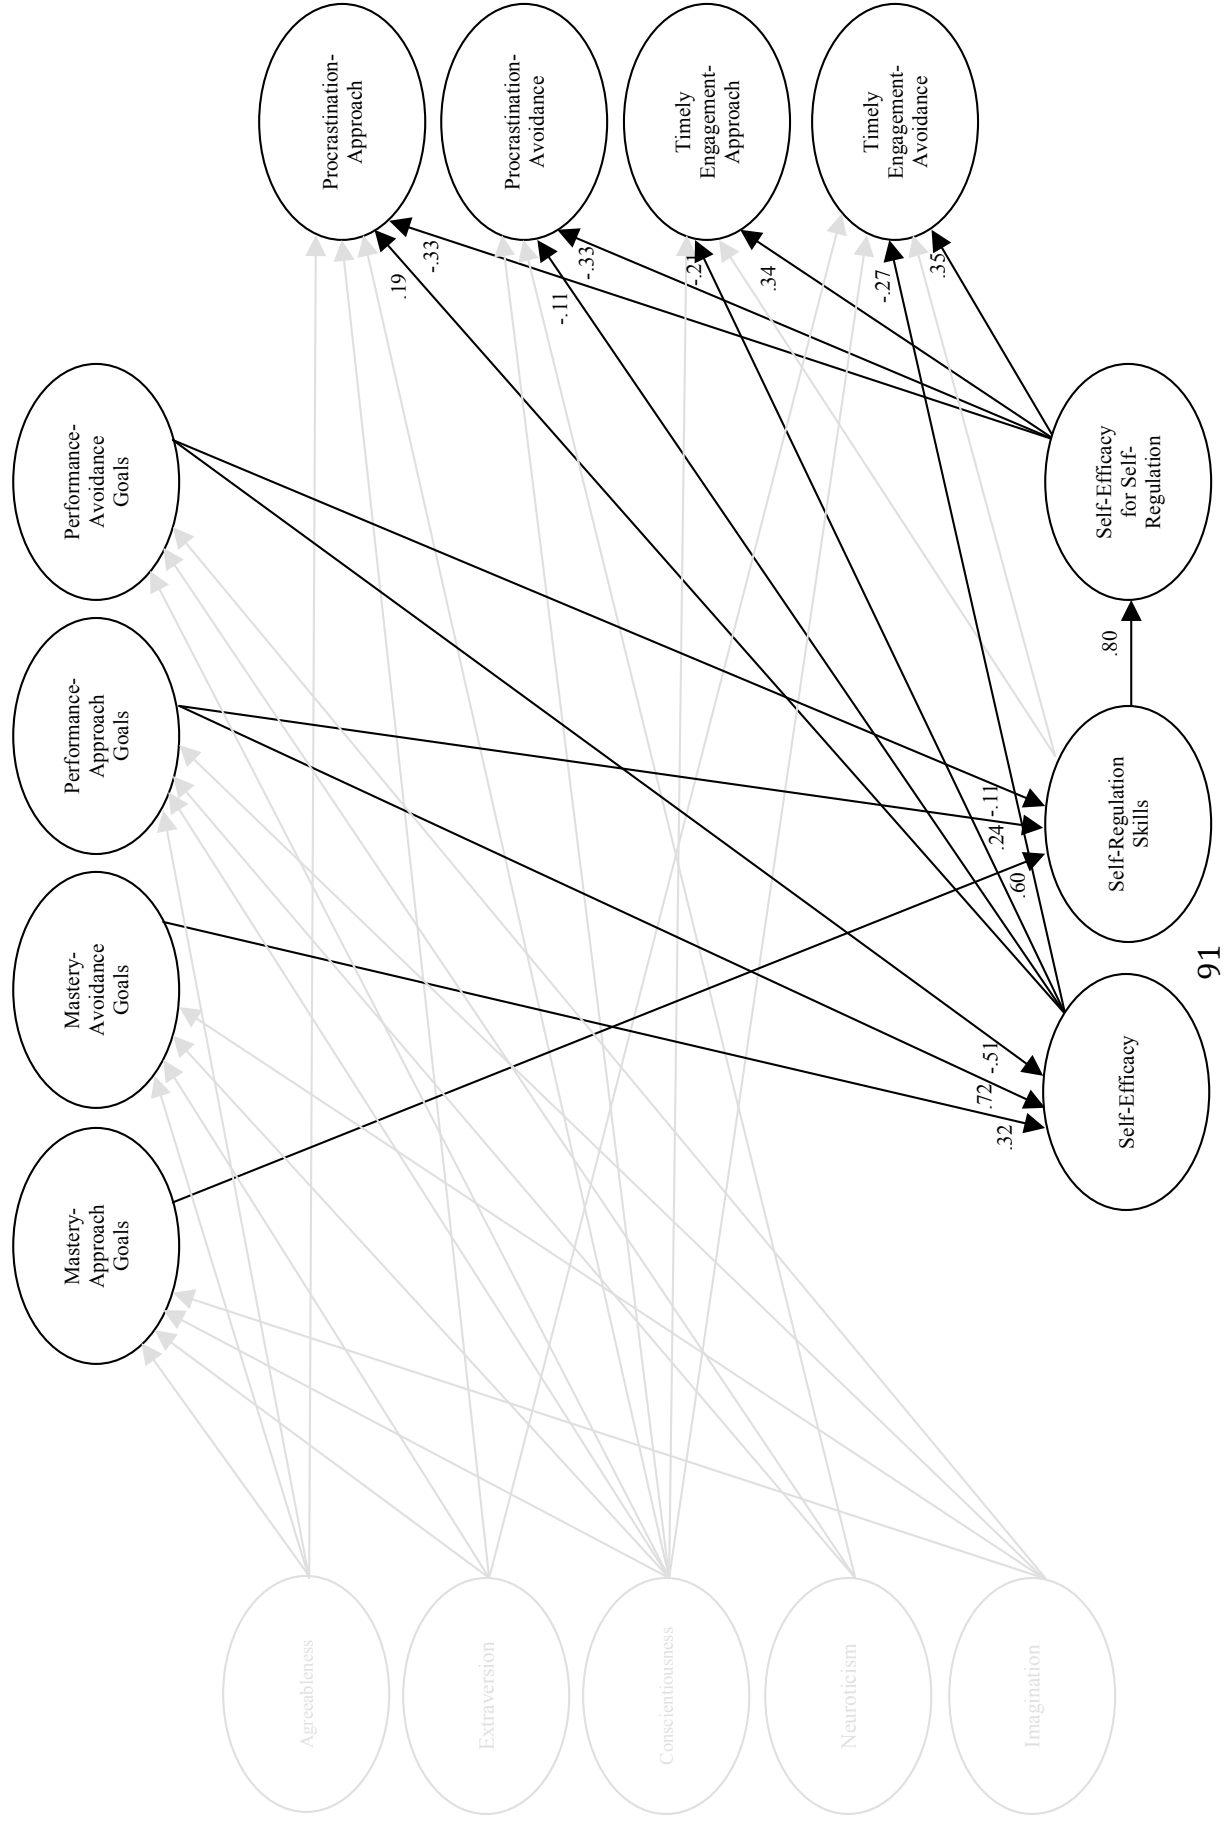 Mastery-
Approach
Goals
Mastery-
Avoidance
Goals
Performance-
Approach
Goals
Performance-
Avoidance
Goals
Agreeableness
Extraversion
Conscientiousness
Neuroticism
Imagination
Procrastination-
Approach
Procrastination-
Avoidance
Timely
Engagement-
Approach
Timely
Engagement-
Avoidance
Self-Efficacy
Self-Regulation
Skills
Self-Efficacy
for Self-
Regulation
.19
-.33
-.11
-.33
-.21
.34
-.27
.35
.32
.72
-.51
.60
.24
-.11
.80
91